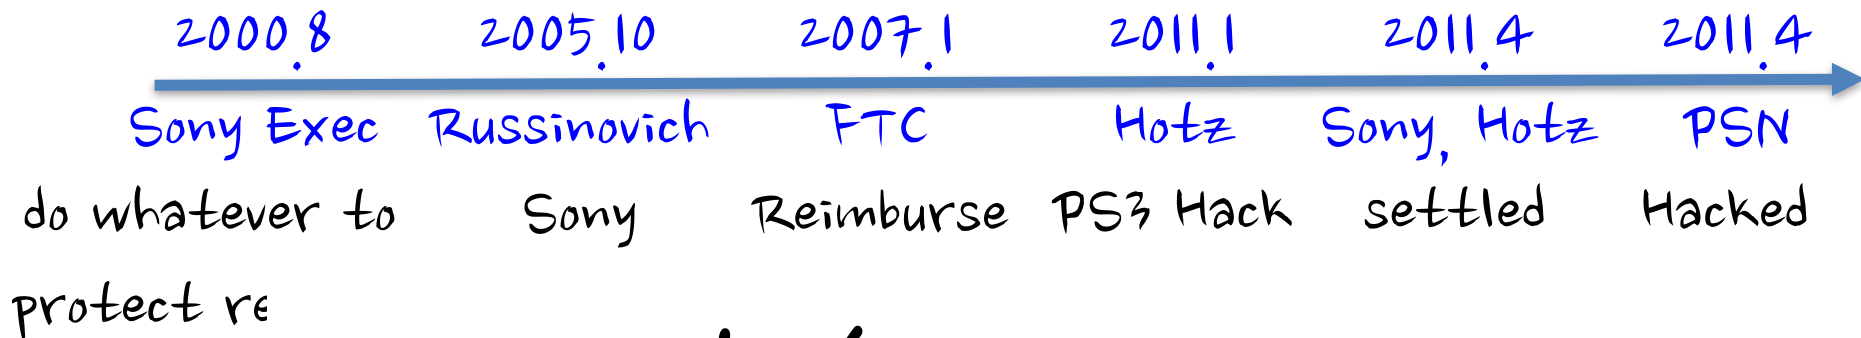 2000.8 2005.10 2007.1 2011.1 2011.4 2011.4
Sony Exec Russinovich FTC Hotz Sony, Hotz PSN
do whatever to Sony Reimburse PS3 Hack settled Hacked
protect re